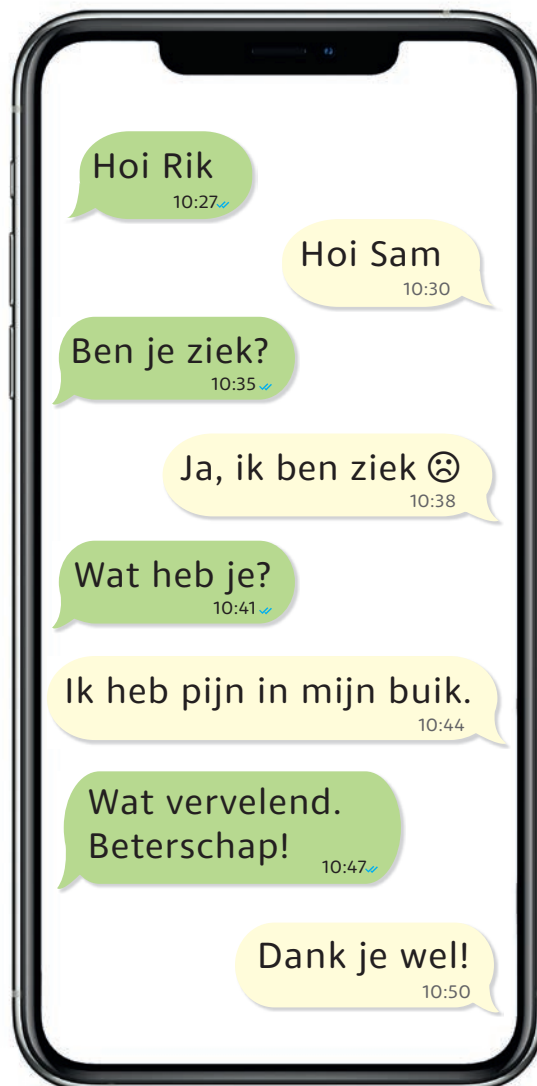 Hoi Rik
10:27
Hoi Sam
10:30
Ben je ziek?
10:35
Ja, ik ben ziek ☹
10:38
Wat heb je?
10:41
Ik heb pijn in mijn buik.
10:44
Wat vervelend.
Beterschap!
10:47
Dank je wel!
10:50